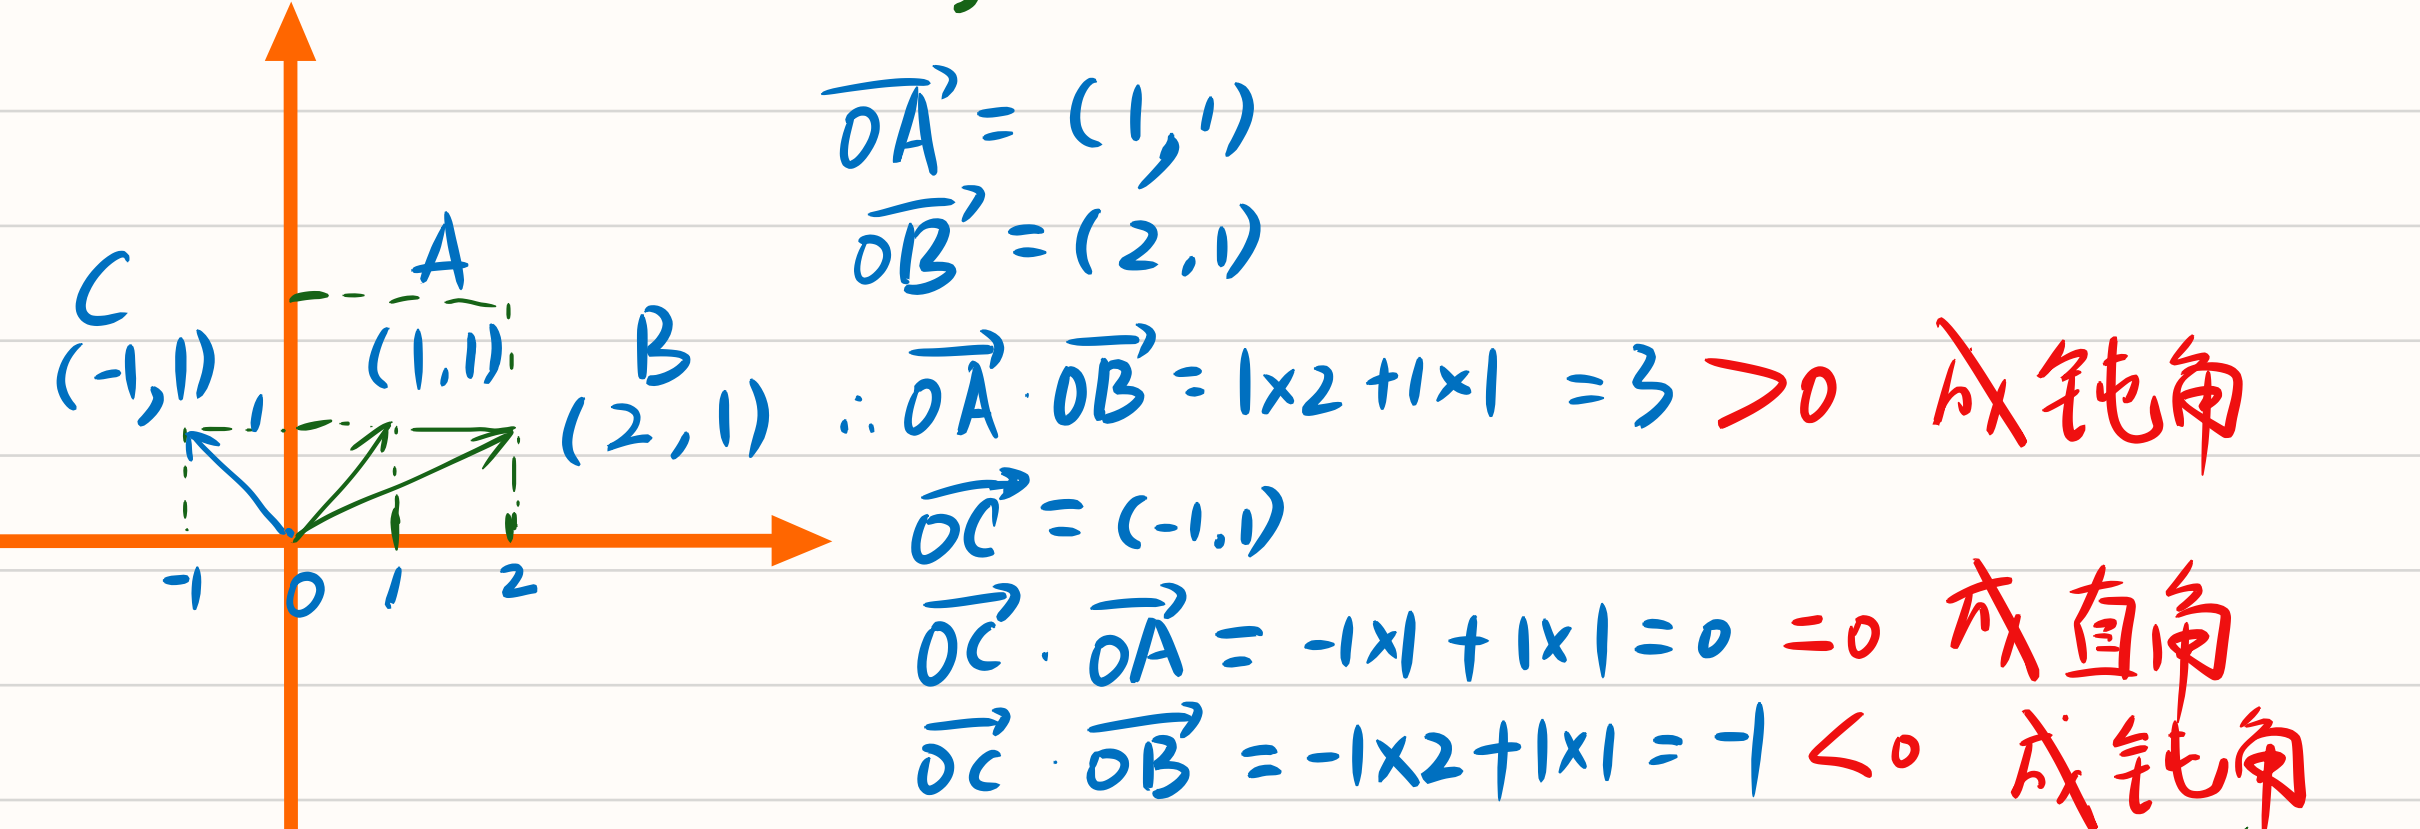 C
(-1,1)
A
(1,1)
B
(2,1)
1
-1 0 1 2
OA = (1,1)
OB = (2,1)
∴ OA · OB = 1×2+1×1 = 3 >0 成钝角
OC = (-1,1)
OC · OA = -1×1+1×1=0 =0 成直角
OC · OB = -1×2+1×1=-1 <0 成钝角